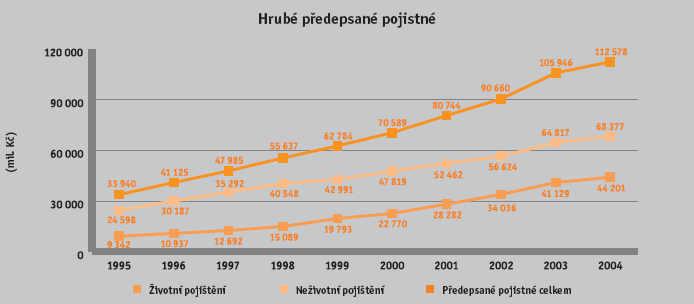 Hrubé předepsané pojistné
(mil. Kč)
120 000
90 000
60 000
30 000
0
33 940 41 125 47 985 55 637 62 784 70 589 80 744 90 660 105 946 112 578
24 598 30 187 35 292 40 548 42 991 47 819 52 462 56 624 64 817 68 377
9 342 10 937 12 692 15 089 19 793 22 770 28 282 34 036 41 129 44 201
1995 1996 1997 1998 1999 2000 2001 2002 2003 2004
Životní pojištění Neživotní pojištění Předepsané pojistné celkem